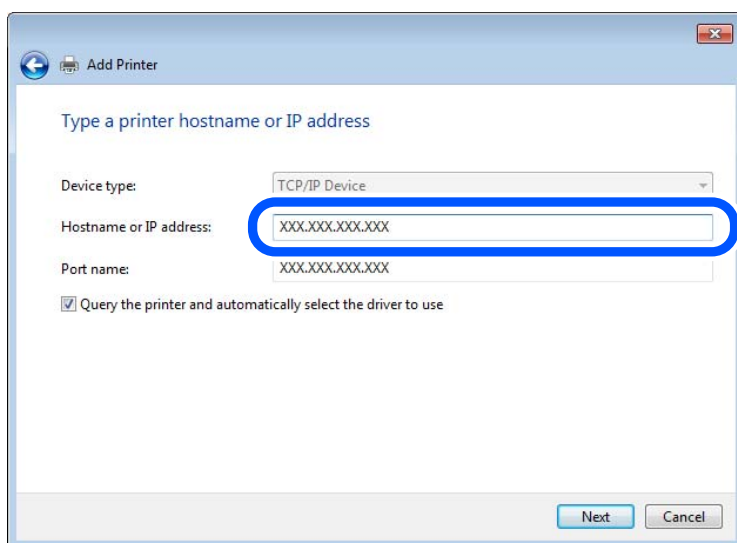 Add Printer
Type a printer hostname or IP address
Device type: TCP/IP Device
Hostname or IP address: XXX.XXX.XXX.XXX
Port name: XXX.XXX.XXX.XXX
Query the printer and automatically select the driver to use
Next Cancel